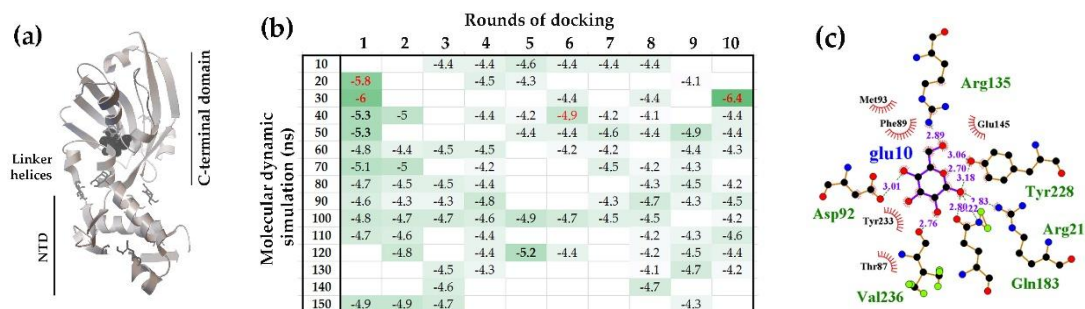 (a)
C-terminal domain
Linker
helices
NTD
(b)
Rounds of docking
1 2 3 4 5 6 7 8 9 10
Molecular dynamic
simulation (ns)
10 -4.4 -4.4 -4.6 -4.4 -4.4 -4.4
20 -5.8 -4.5 -4.3 -4.1
30 -6 -4.4 -4.4 -6.4
40 -5.3 -5 -4.4 -4.2 -4.9 -4.2 -4.1 -4.4
50 -5.3 -4.4 -4.4 -4.6 -4.4 -4.9 -4.4
60 -4.8 -4.4 -4.5 -4.5 -4.2 -4.2 -4.4 -4.3
70 -5.1 -5 -4.2 -4.5 -4.2 -4.3
80 -4.7 -4.5 -4.5 -4.4 -4.3 -4.5 -4.2
90 -4.6 -4.3 -4.3 -4.8 -4.3 -4.7 -4.3 -4.5
100 -4.8 -4.7 -4.7 -4.6 -4.9 -4.7 -4.5 -4.5 -4.2
110 -4.7 -4.6 -4.4 -4.2 -4.3 -4.6
120 -4.8 -4.4 -5.2 -4.4 -4.2 -4.5 -4.4
130 -4.5 -4.3 -4.1 -4.7 -4.2
140 -4.6 -4.7
150 -4.9 -4.9 -4.7 -4.3
(c)
Arg135
Met93
Phe89
Glu145
2.89
glu10
3.06
2.70
3.18
3.01
Tyr228
Asp92
2.80
2.83
Tyr233
2.76
Arg21
Thr87
Gln183
Val236